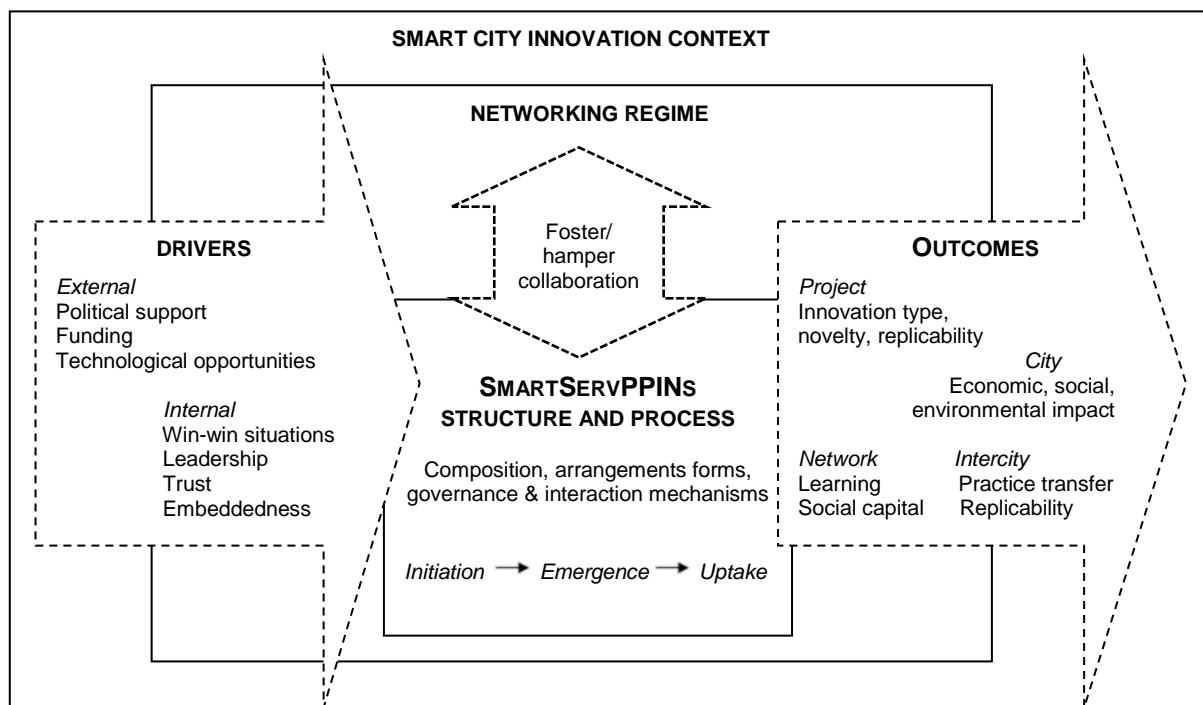 SMART CITY INNOVATION CONTEXT
NETWORKING REGIME
Foster/
hamper
collaboration
DRIVERS
External
Political support
Funding
Technological opportunities
Internal
Win-win situations
Leadership
Trust
Embeddedness
SMARTSERVPPINS
STRUCTURE AND PROCESS
Composition, arrangements forms,
governance & interaction mechanisms
Initiation → Emergence → Uptake
OUTCOMES
Project
Innovation type,
novelty, replicability
City
Economic, social,
environmental impact
Network
Learning
Social capital
Intercity
Practice transfer
Replicability